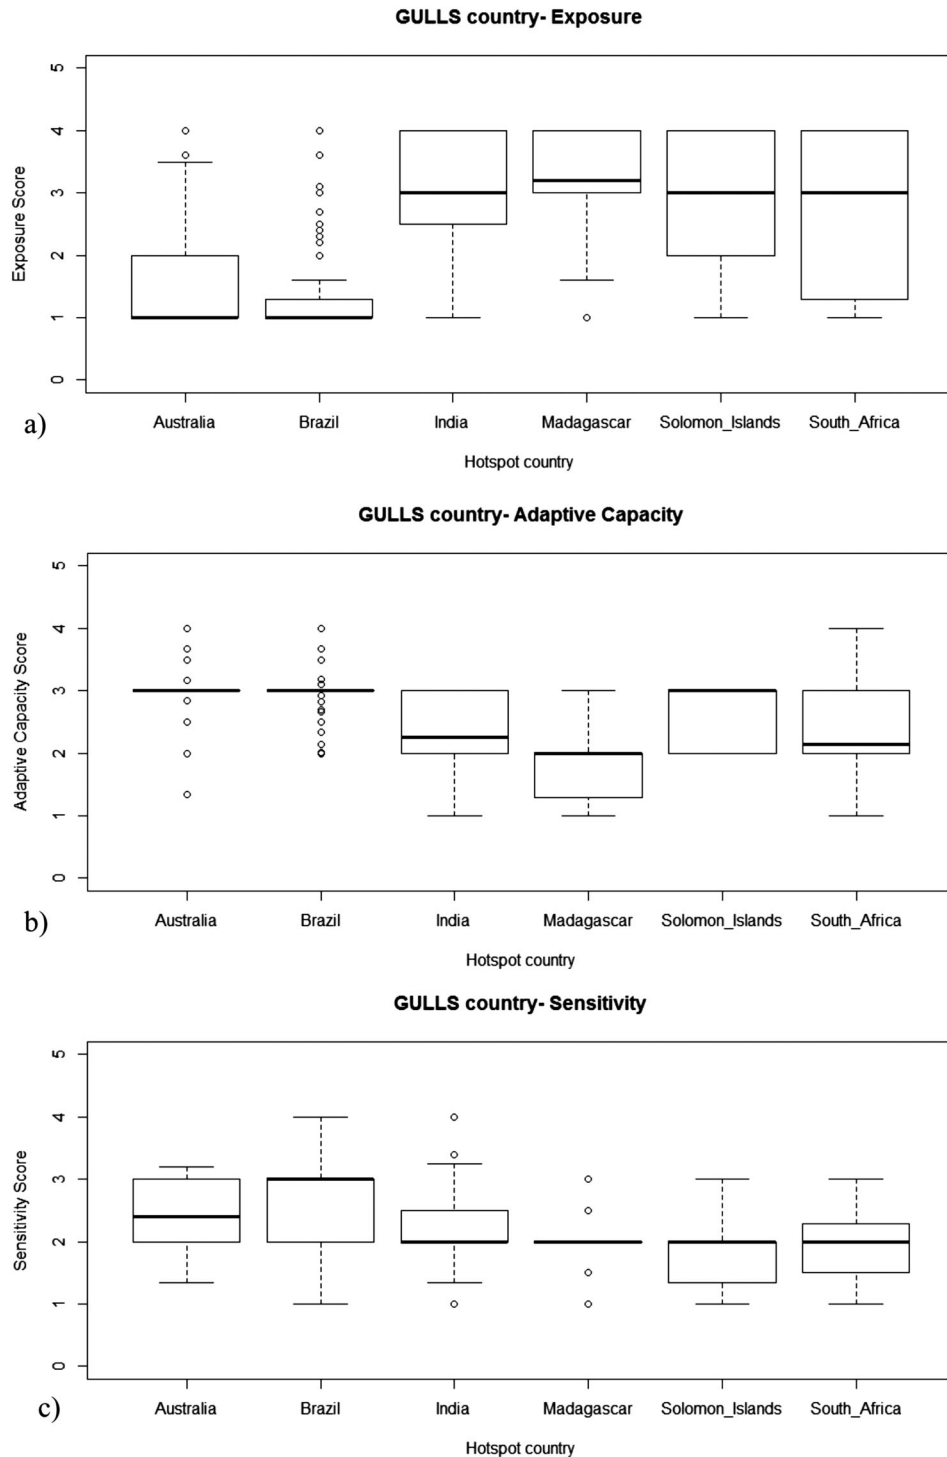 GULLS country- Exposure
5
4
3
2
1
0
Exposure Score
Australia Brazil India Madagascar Solomon_Islands South_Africa
a)
Hotspot country
GULLS country- Adaptive Capacity
5
4
3
2
1
0
Adaptive Capacity Score
Australia Brazil India Madagascar Solomon_Islands South_Africa
b)
Hotspot country
GULLS country- Sensitivity
5
4
3
2
1
0
Sensitivity Score
Australia Brazil India Madagascar Solomon_Islands South_Africa
c)
Hotspot country